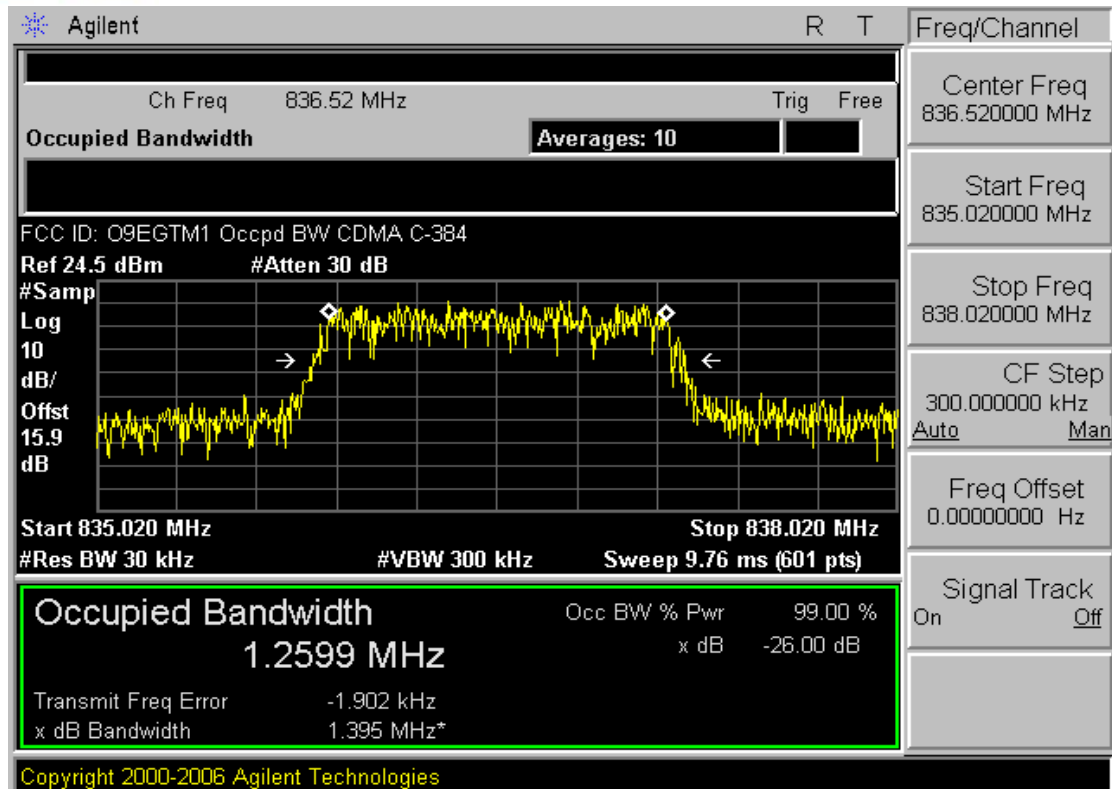 Agilent R T
Freq/Channel
Ch Freq 836.52 MHz Trig Free
Occupied Bandwidth Averages: 10
FCC ID: O9EGTM1 Occpd BW CDMA C-384
Ref 24.5 dBm #Atten 30 dB
#Samp
Log
10
dB/
Offst
15.9
dB
Start 835.020 MHz Stop 838.020 MHz
#Res BW 30 kHz #VBW 300 kHz Sweep 9.76 ms (601 pts)
Occupied Bandwidth
1.2599 MHz
Occ BW % Pwr 99.00 %
x dB -26.00 dB
Transmit Freq Error -1.902 kHz
x dB Bandwidth 1.395 MHz*
Copyright 2000-2006 Agilent Technologies
Center Freq
836.520000 MHz
Start Freq
835.020000 MHz
Stop Freq
838.020000 MHz
CF Step
300.000000 kHz
Auto Man
Freq Offset
0.00000000 Hz
Signal Track
On Off